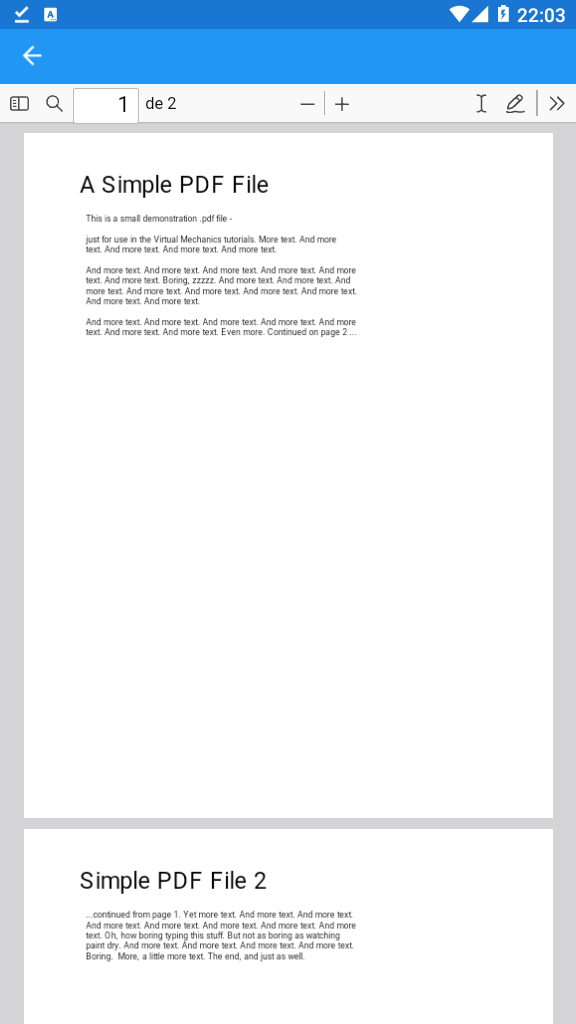 22:03
1 de 2
A Simple PDF File
This is a small demonstration .pdf file -
just for use in the Virtual Mechanics tutorials. More text. And more
text. And more text. And more text. And more text.
And more text. And more text. And more text. And more text. And more
text. And more text. Boring, zzzzz. And more text. And more text. And
more text. And more text. And more text. And more text. And more text.
And more text. And more text.
And more text. And more text. And more text. And more text. And more
text. And more text. And more text. Even more. Continued on page 2 ...
Simple PDF File 2
...continued from page 1. Yet more text. And more text. And more text.
And more text. And more text. And more text. And more text. And more
text. Oh, how boring typing this stuff. But not as boring as watching
paint dry. And more text. And more text. And more text. And more text.
Boring.  More, a little more text. The end, and just as well.